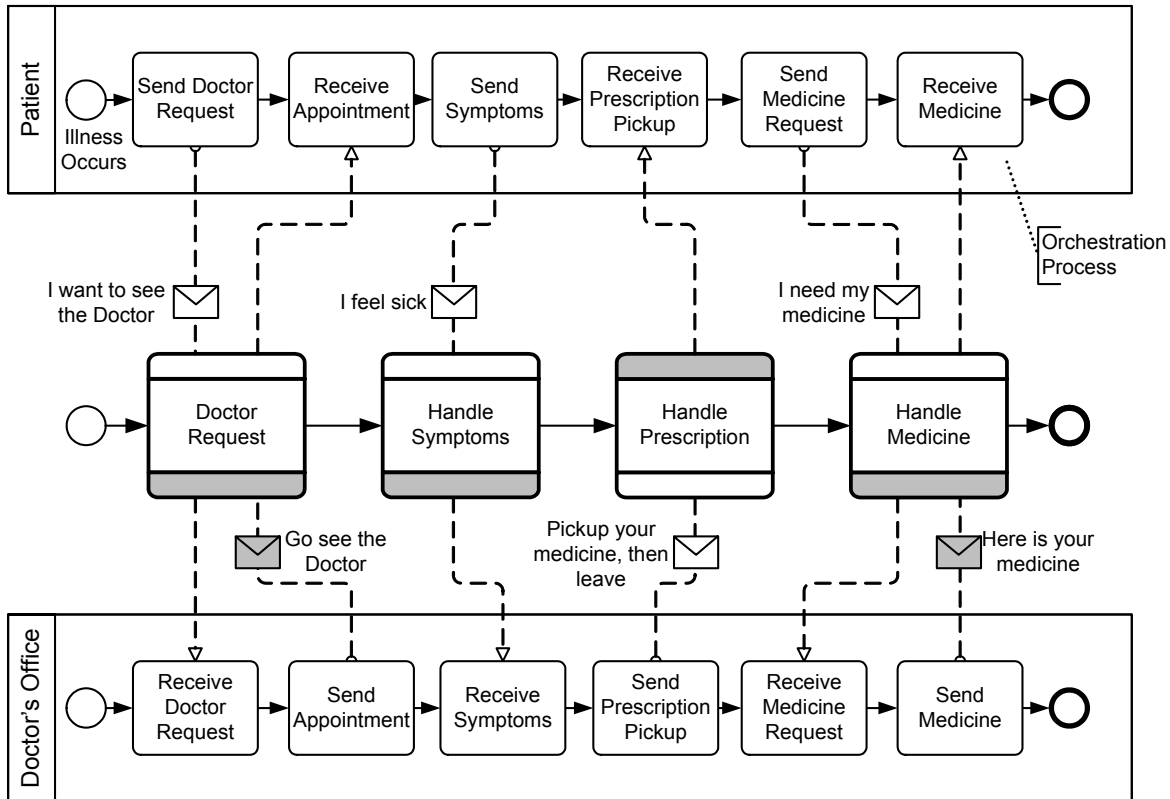 Patient
Send Doctor
Request
Receive
Appointment
Send
Symptoms
Receive
Prescription
Pickup
Send
Medicine
Request
Receive
Medicine
Illness
Occurs
Orchestration
Process
I want to see
the Doctor
I feel sick
I need my
medicine
Doctor
Request
Handle
Symptoms
Handle
Prescription
Handle
Medicine
Go see the
Doctor
Pickup your
medicine, then
leave
Here is your
medicine
Doctor's Office
Receive
Doctor
Request
Send
Appointment
Receive
Symptoms
Send
Prescription
Pickup
Receive
Medicine
Request
Send
Medicine